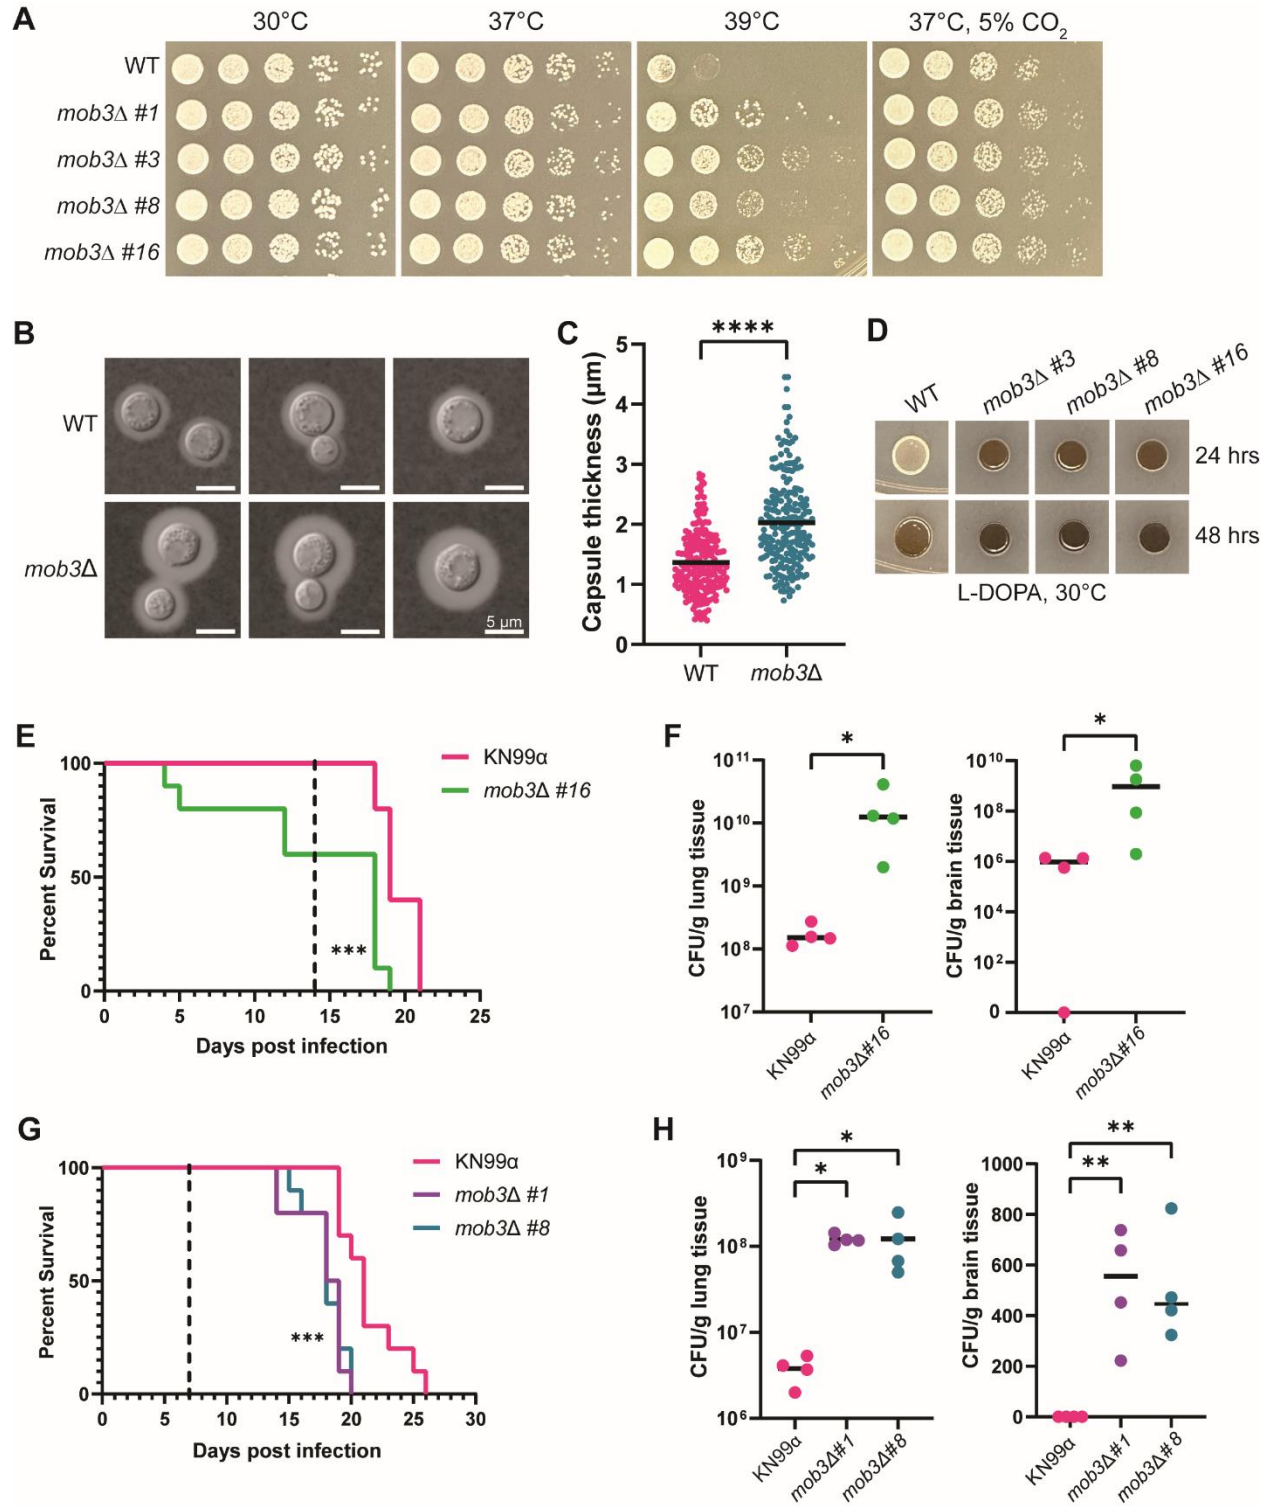 A
30°C 37°C 39°C 37°C, 5% CO2
WT
mob3Δ #1
mob3Δ #3
mob3Δ #8
mob3Δ #16
B
WT
mob3Δ
5 µm
C
****
Capsule thickness (µm)
5
4
3
2
1
0
WT mob3Δ
D
WT mob3Δ #3 mob3Δ #8 mob3Δ #16
24 hrs
48 hrs
L-DOPA, 30°C
E
KN99α
mob3Δ #16
Percent Survival
100
50
0
***
0 5 10 15 20 25
Days post infection
F
*
CFU/g lung tissue
10^11
10^10
10^9
10^8
10^7
KN99α mob3Δ#16
*
CFU/g brain tissue
10^10
10^8
10^6
10^4
10^2
0
KN99α mob3Δ#16
G
KN99α
mob3Δ #1
mob3Δ #8
Percent Survival
100
50
0
***
0 5 10 15 20 25 30
Days post infection
H
*
*
CFU/g lung tissue
10^9
10^8
10^7
10^6
KN99α mob3Δ#1 mob3Δ#8
**
**
CFU/g brain tissue
1000
800
600
400
200
0
KN99α mob3Δ#1 mob3Δ#8